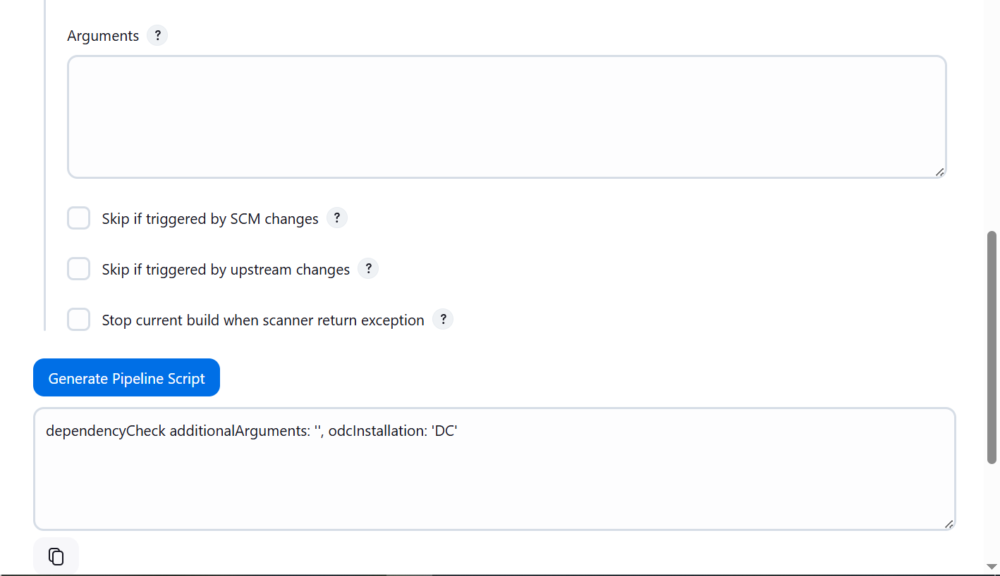 Arguments ?
Skip if triggered by SCM changes ?
Skip if triggered by upstream changes ?
Stop current build when scanner return exception ?
Generate Pipeline Script
dependencyCheck additionalArguments: '', odcInstallation: 'DC'